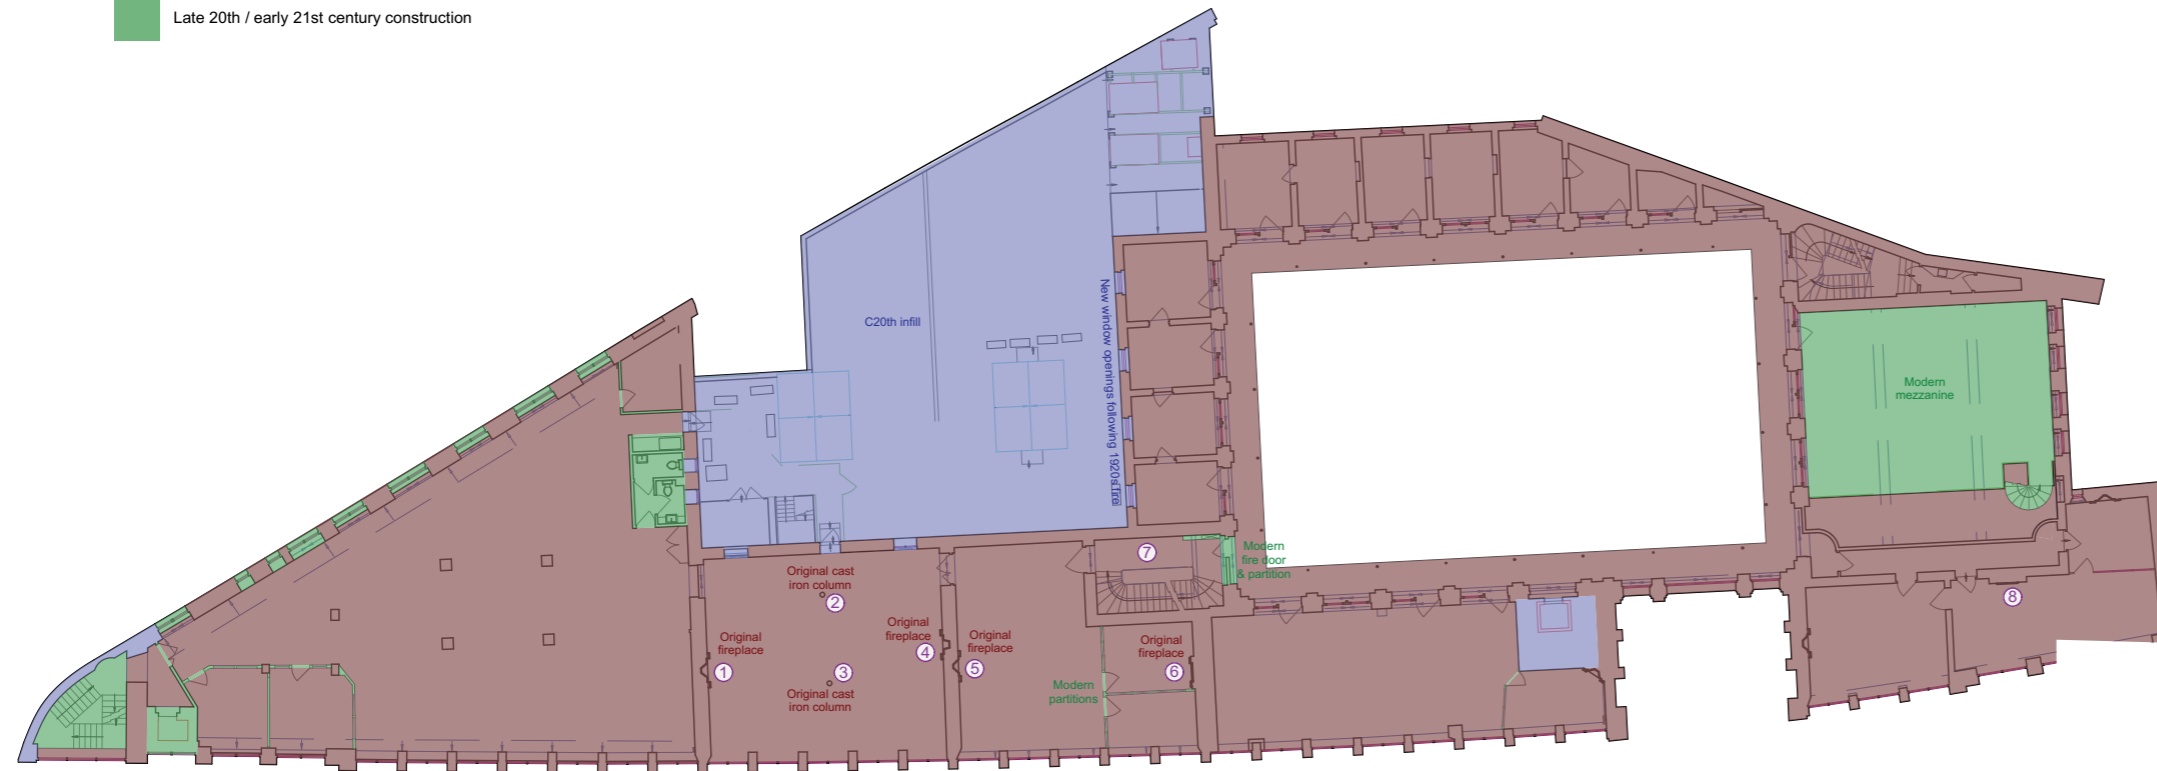 Late 20th / early 21st century construction
C20th infill
New window openings following 1920s fire
Modern
mezzanine
Modern
fire door
& partition
7
Original cast
iron column
2
Original
fireplace
1
Original
fireplace
4
Original
fireplace
5
Original
fireplace
6
3
Original cast
iron column
Modern
partitions
8